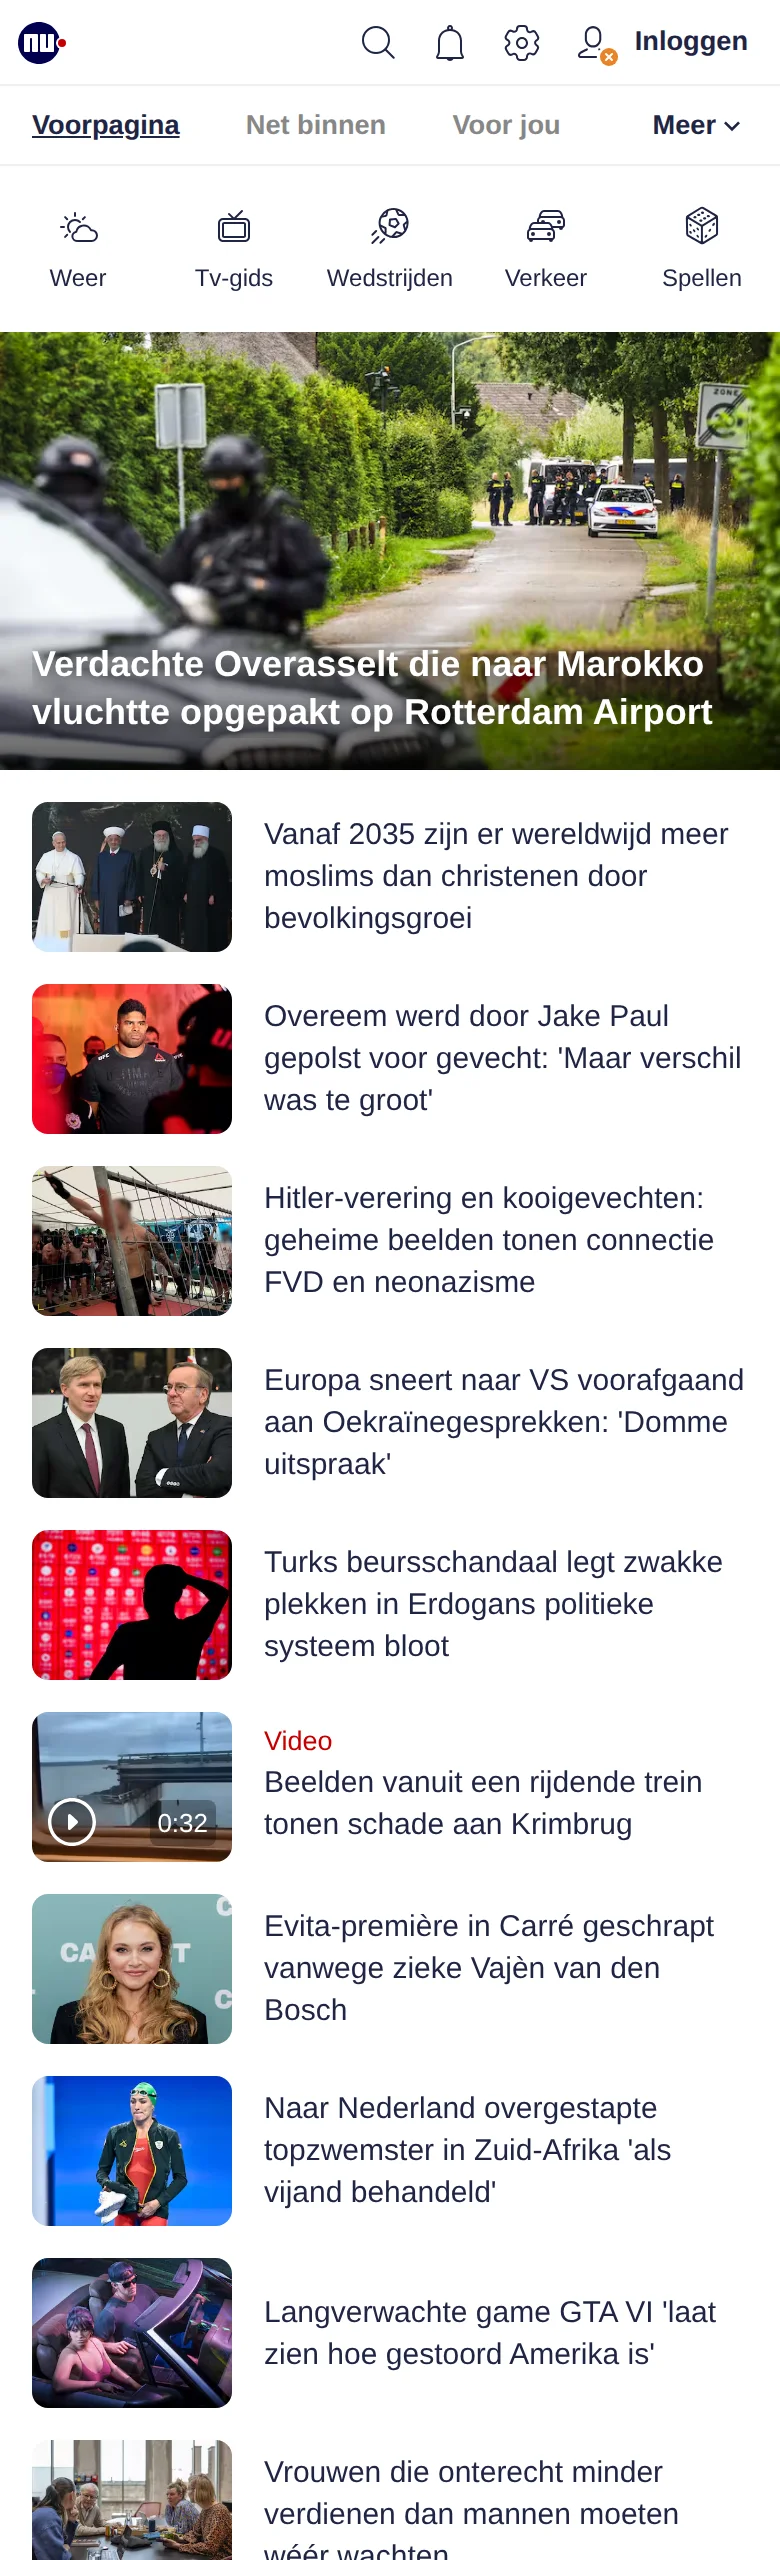 nu
Inloggen
Voorpagina Net binnen Voor jou Meer
Weer Tv-gids Wedstrijden Verkeer Spellen
ZONE
Verdachte Overasselt die naar Marokko
vluchtte opgepakt op Rotterdam Airport
Vanaf 2035 zijn er wereldwijd meer
moslims dan christenen door
bevolkingsgroei
Overeem werd door Jake Paul
gepolst voor gevecht: 'Maar verschil
was te groot'
Hitler-verering en kooigevechten:
geheime beelden tonen connectie
FVD en neonazisme
Europa sneert naar VS voorafgaand
aan Oekraïnegesprekken: 'Domme
uitspraak'
Turks beursschandaal legt zwakke
plekken in Erdogans politieke
systeem bloot
0:32
Video
Beelden vanuit een rijdende trein
tonen schade aan Krimbrug
Evita-première in Carré geschrapt
vanwege zieke Vajèn van den
Bosch
Naar Nederland overgestapte
topzwemster in Zuid-Afrika 'als
vijand behandeld'
Langverwachte game GTA VI 'laat
zien hoe gestoord Amerika is'
Vrouwen die onterecht minder
verdienen dan mannen moeten
wéér wachten